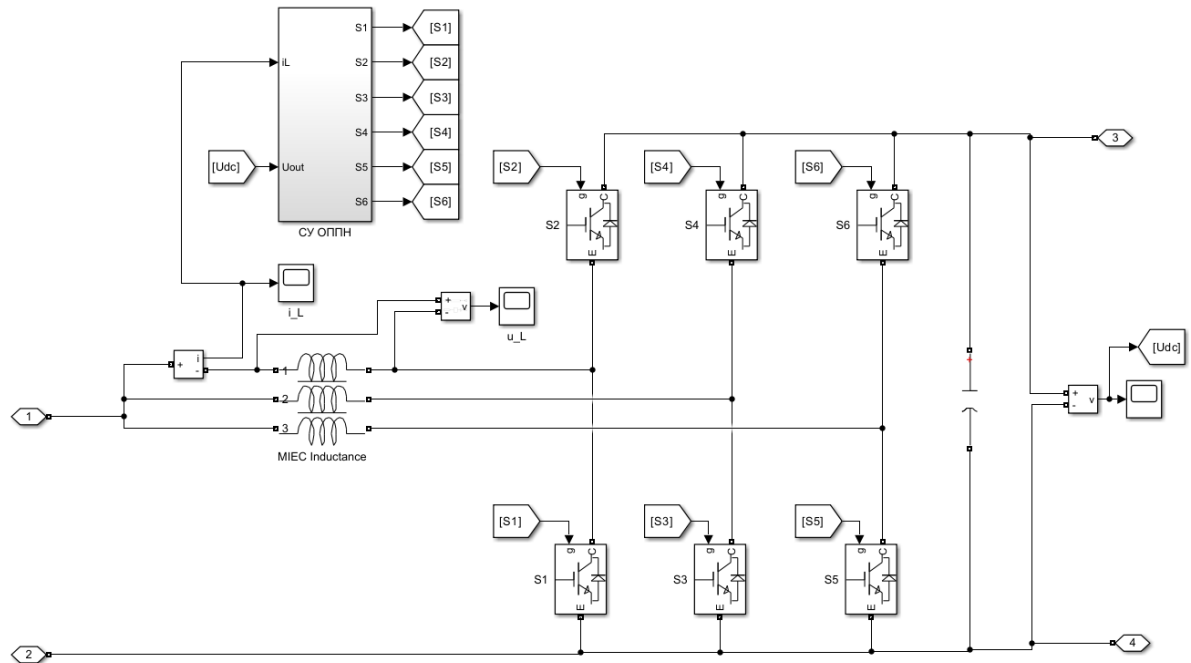 S1
[S1]
iL
S2
[S2]
S3
[S3]
S4
[S4]
[Udc]
Uout
S5
[S5]
S6
[S6]
СУ ОППН
[S2]
[S4]
[S6]
g
C
g
C
g
C
S2
S4
S6
E
E
E
3
i_L
+
-
v
u_L
+
i
-
1
2
3
MIEC Inductance
1
+
[Udc]
+
-
v
[S1]
[S3]
[S5]
g
C
g
C
g
C
S1
S3
S5
E
E
E
2
4